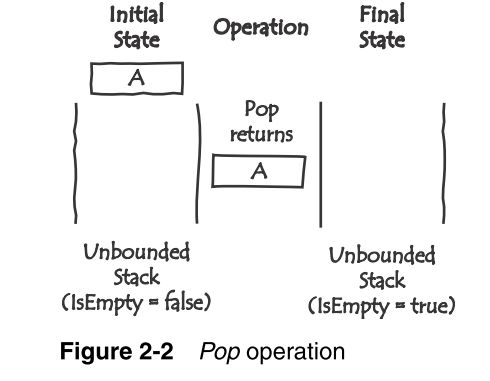 Initial
State
Operation
Final
State
A
Pop
returns
A
Unbounded
Stack
(IsEmpty = false)
Unbounded
Stack
(IsEmpty = true)
Figure 2-2 Pop operation